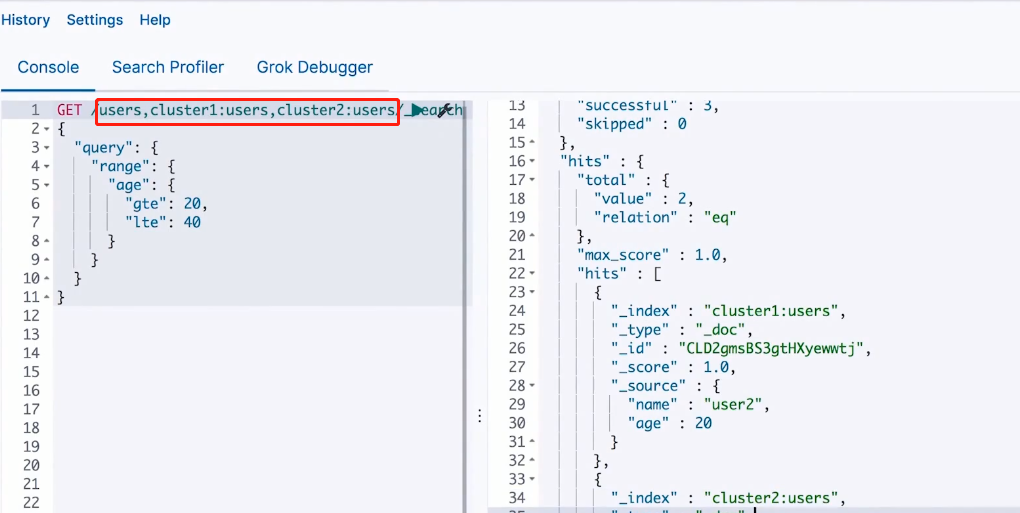 History Settings Help
Console Search Profiler Grok Debugger
1 GET /users,cluster1:users,cluster2:users/_search
2 {
3 "query": {
4 "range": {
5 "age": {
6 "gte": 20,
7 "lte": 40
8 }
9 }
10 }
11 }
12
13
14
15
16
17
18
19
20
21
22
13 "successful" : 3,
14 "skipped" : 0
15 },
16 "hits" : {
17 "total" : {
18 "value" : 2,
19 "relation" : "eq"
20 },
21 "max_score" : 1.0,
22 "hits" : [
23 {
24 "_index" : "cluster1:users",
25 "_type" : "_doc",
26 "_id" : "CLD2gmsBS3gtHXyewwtj",
27 "_score" : 1.0,
28 "_source" : {
29 "name" : "user2",
30 "age" : 20
31 }
32 },
33 {
34 "_index" : "cluster2:users",